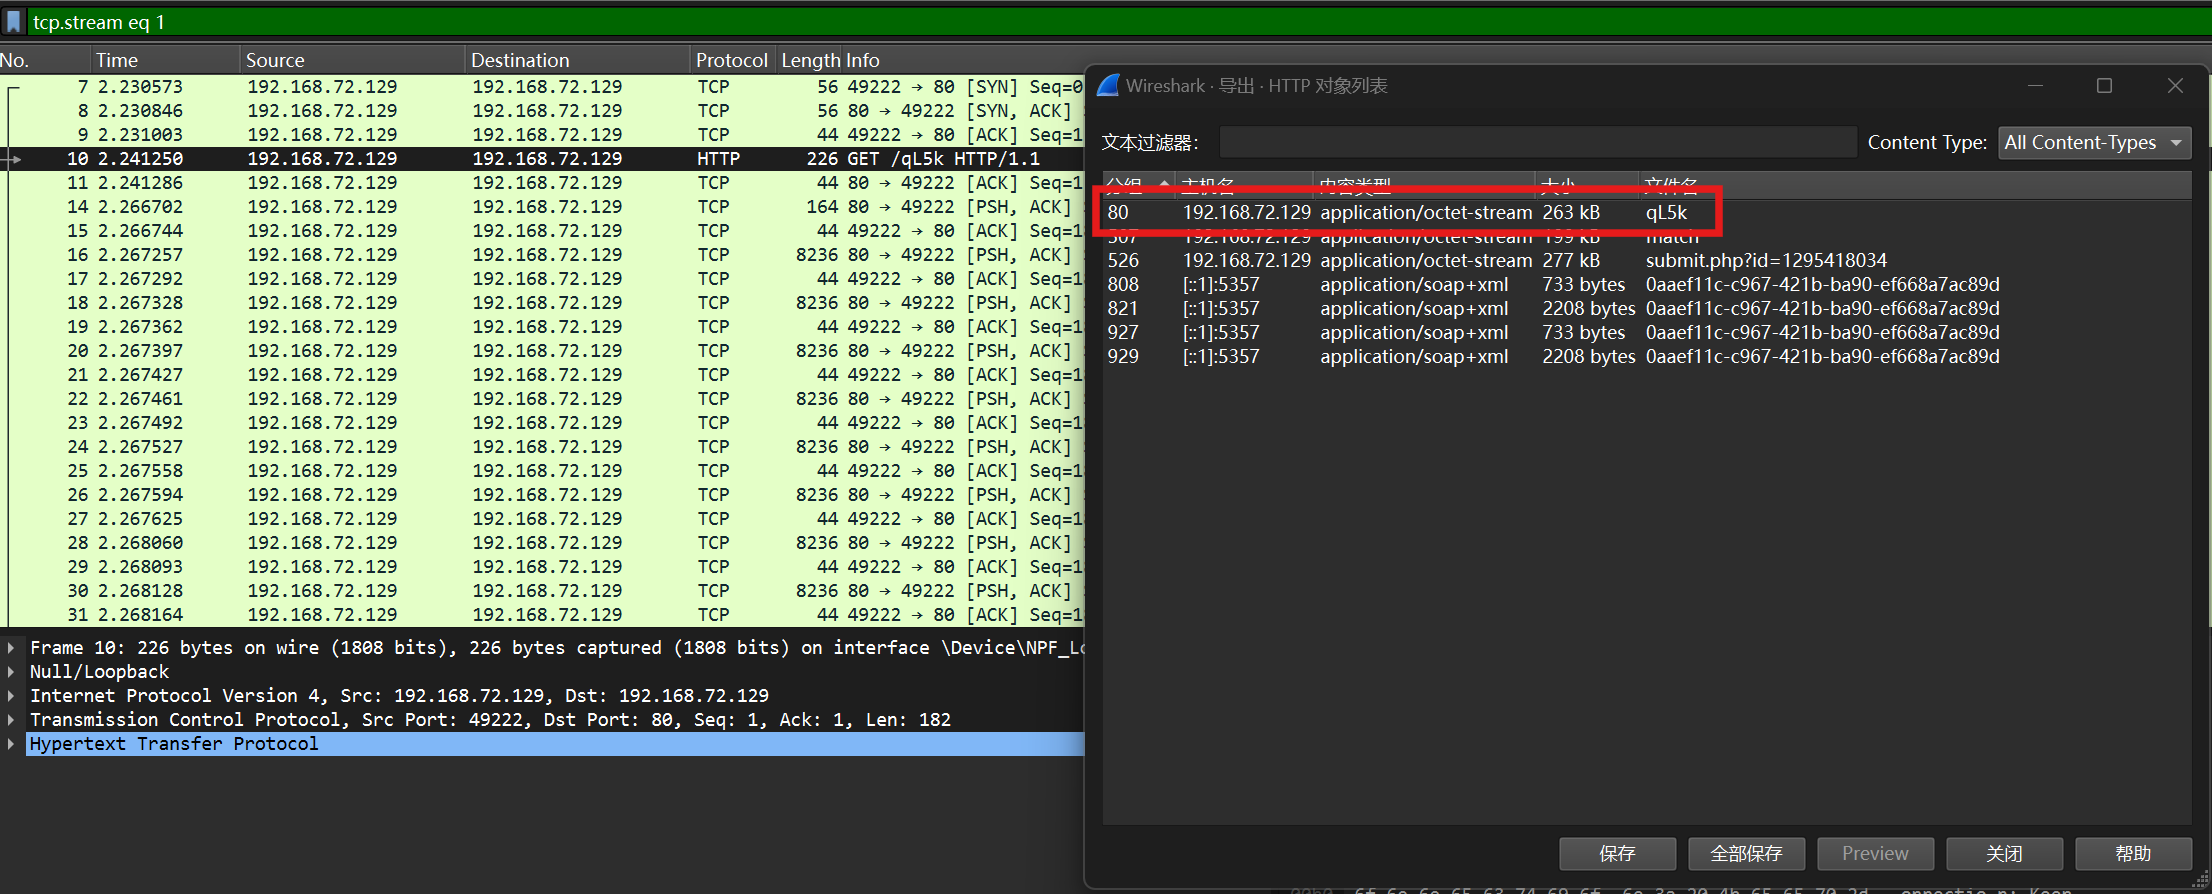 tcp.stream eq 1
No. Time Source Destination Protocol Length Info
7 2.230573 192.168.72.129 192.168.72.129 TCP 56 49222 → 80 [SYN] Seq=0
8 2.230846 192.168.72.129 192.168.72.129 TCP 56 80 → 49222 [SYN, ACK]
9 2.231003 192.168.72.129 192.168.72.129 TCP 44 49222 → 80 [ACK] Seq=1
10 2.241250 192.168.72.129 192.168.72.129 HTTP 226 GET /qL5k HTTP/1.1
11 2.241286 192.168.72.129 192.168.72.129 TCP 44 80 → 49222 [ACK] Seq=1
14 2.266702 192.168.72.129 192.168.72.129 TCP 164 80 → 49222 [PSH, ACK]
15 2.266744 192.168.72.129 192.168.72.129 TCP 44 49222 → 80 [ACK] Seq=18
16 2.267257 192.168.72.129 192.168.72.129 TCP 8236 80 → 49222 [PSH, ACK]
17 2.267292 192.168.72.129 192.168.72.129 TCP 44 49222 → 80 [ACK] Seq=18
18 2.267328 192.168.72.129 192.168.72.129 TCP 8236 80 → 49222 [PSH, ACK]
19 2.267362 192.168.72.129 192.168.72.129 TCP 44 49222 → 80 [ACK] Seq=18
20 2.267397 192.168.72.129 192.168.72.129 TCP 8236 80 → 49222 [PSH, ACK]
21 2.267427 192.168.72.129 192.168.72.129 TCP 44 49222 → 80 [ACK] Seq=18
22 2.267461 192.168.72.129 192.168.72.129 TCP 8236 80 → 49222 [PSH, ACK]
23 2.267492 192.168.72.129 192.168.72.129 TCP 44 49222 → 80 [ACK] Seq=18
24 2.267527 192.168.72.129 192.168.72.129 TCP 8236 80 → 49222 [PSH, ACK]
25 2.267558 192.168.72.129 192.168.72.129 TCP 44 49222 → 80 [ACK] Seq=18
26 2.267594 192.168.72.129 192.168.72.129 TCP 8236 80 → 49222 [PSH, ACK]
27 2.267625 192.168.72.129 192.168.72.129 TCP 44 49222 → 80 [ACK] Seq=18
28 2.268060 192.168.72.129 192.168.72.129 TCP 8236 80 → 49222 [PSH, ACK]
29 2.268093 192.168.72.129 192.168.72.129 TCP 44 49222 → 80 [ACK] Seq=18
30 2.268128 192.168.72.129 192.168.72.129 TCP 8236 80 → 49222 [PSH, ACK]
31 2.268164 192.168.72.129 192.168.72.129 TCP 44 49222 → 80 [ACK] Seq=18
Frame 10: 226 bytes on wire (1808 bits), 226 bytes captured (1808 bits) on interface \Device\NPF_Lo
Null/Loopback
Internet Protocol Version 4, Src: 192.168.72.129, Dst: 192.168.72.129
Transmission Control Protocol, Src Port: 49222, Dst Port: 80, Seq: 1, Ack: 1, Len: 182
Hypertext Transfer Protocol
Wireshark · 导出 · HTTP 对象列表
文本过滤器: Content Type: All Content-Types
分组 主机名 内容类型 大小 文件名
80 192.168.72.129 application/octet-stream 263 kB qL5k
507 192.168.72.129 application/octet-stream 199 kB match
526 192.168.72.129 application/octet-stream 277 kB submit.php?id=1295418034
808 [::1]:5357 application/soap+xml 733 bytes 0aaef11c-c967-421b-ba90-ef668a7ac89d
821 [::1]:5357 application/soap+xml 2208 bytes 0aaef11c-c967-421b-ba90-ef668a7ac89d
927 [::1]:5357 application/soap+xml 733 bytes 0aaef11c-c967-421b-ba90-ef668a7ac89d
929 [::1]:5357 application/soap+xml 2208 bytes 0aaef11c-c967-421b-ba90-ef668a7ac89d
保存 全部保存 Preview 关闭 帮助